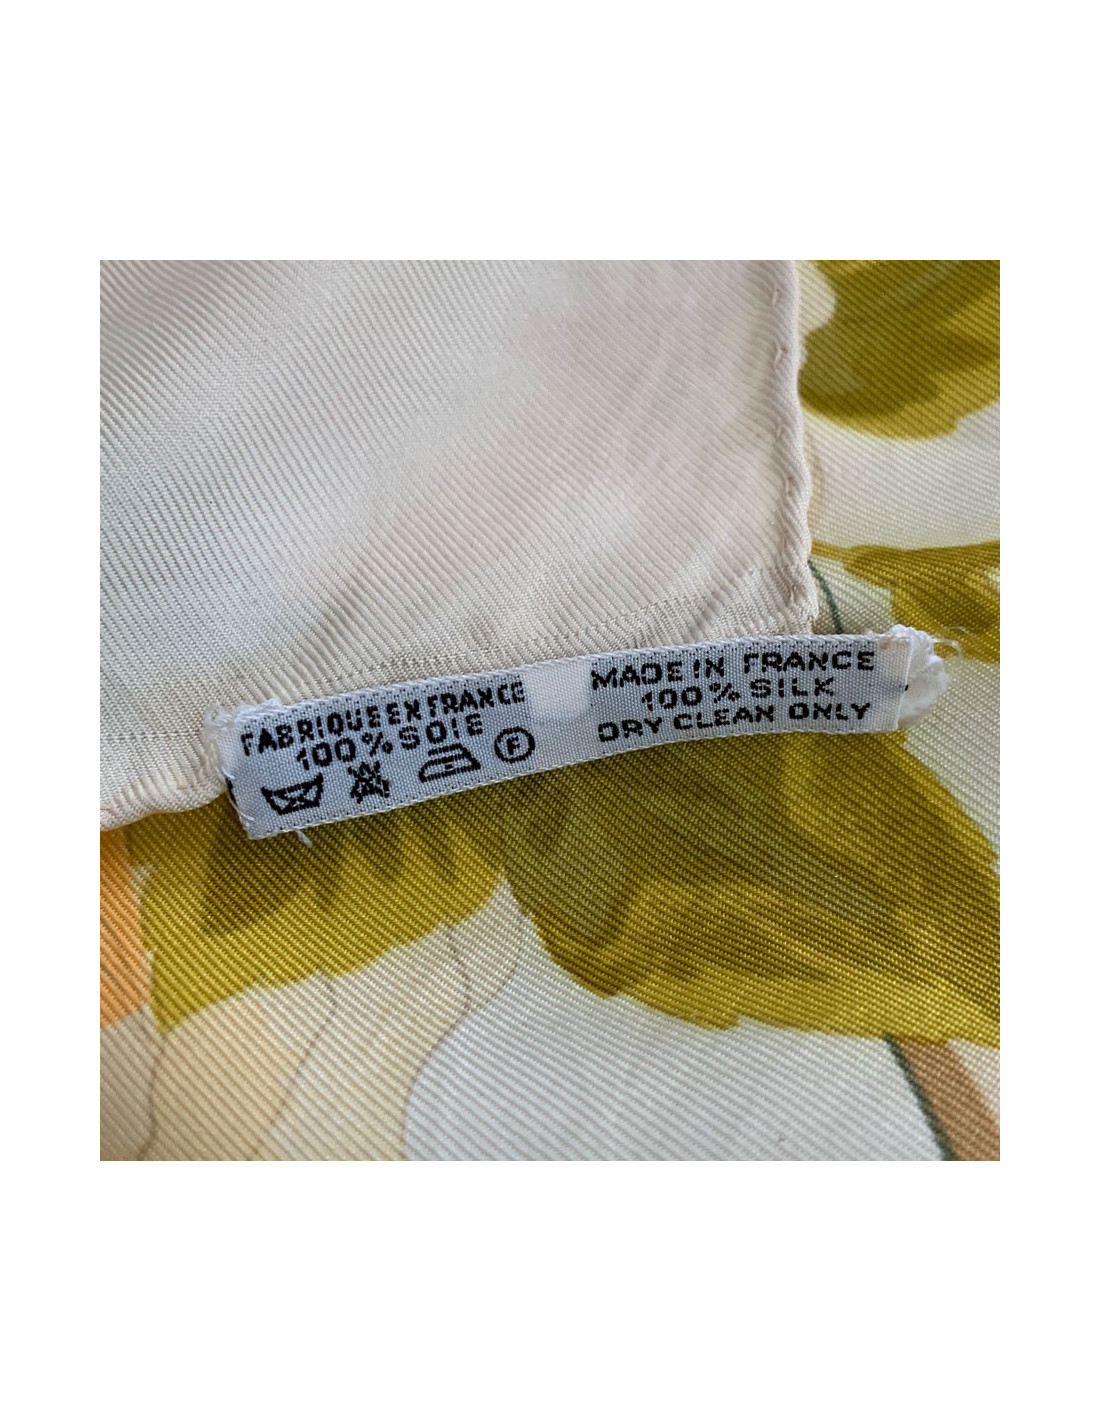 FABRIQUE EN FRANCE
100% SOIE
F
MADE IN FRANCE
100% SILK
DRY CLEAN ONLY